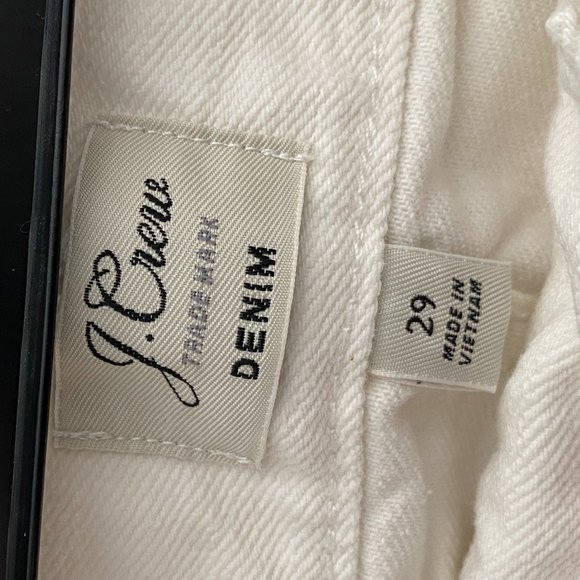 J.Crew
TRADE MARK
DENIM
29
MADE IN
VIETNAM